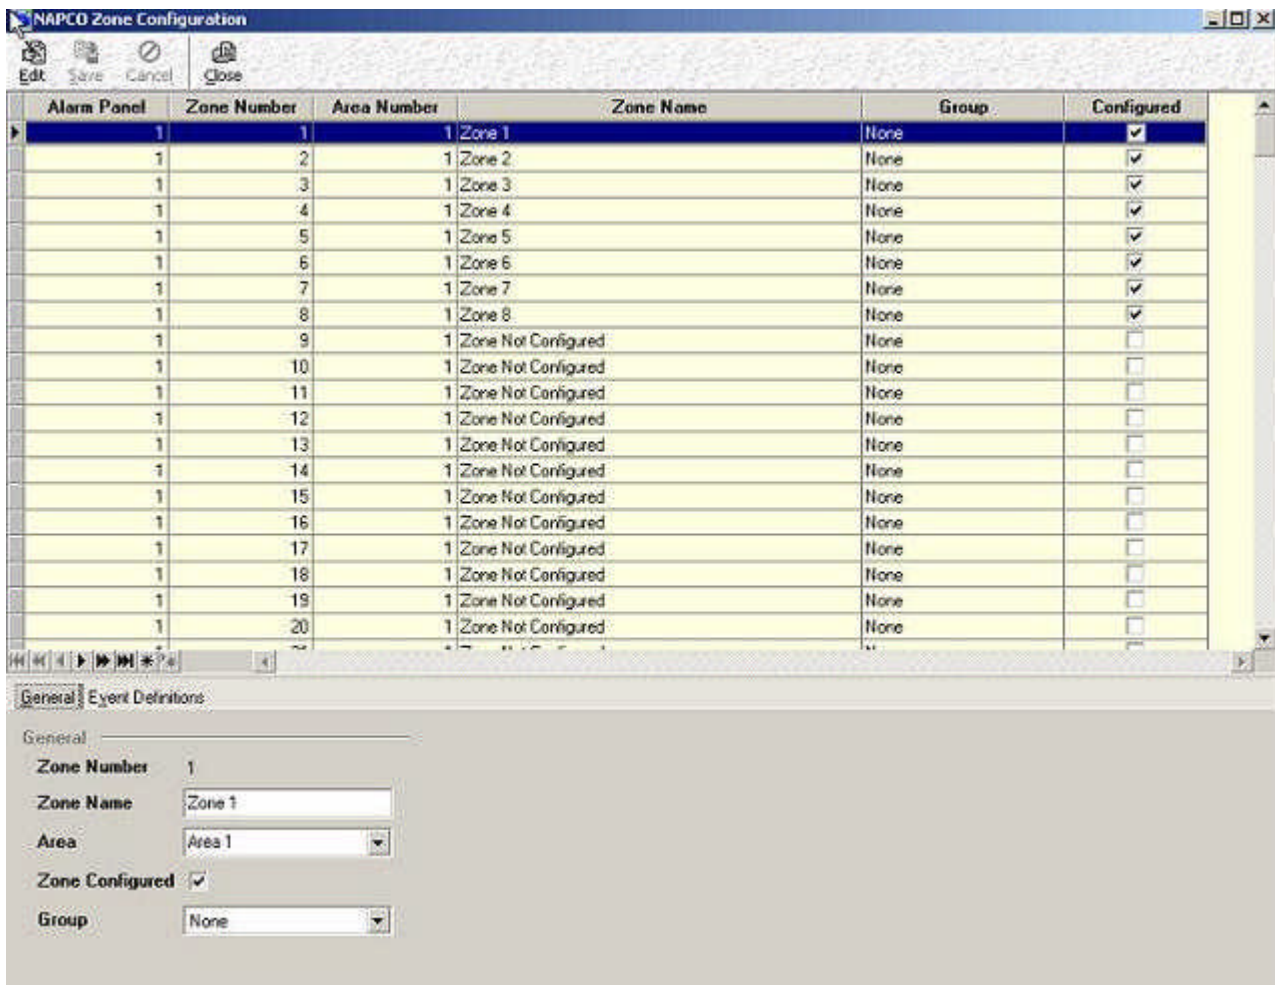 NAPCO Zone Configuration
Edit Save Cancel Close
Alarm Panel Zone Number Area Number Zone Name Group Configured
1 1 1 Zone 1 None
1 2 1 Zone 2 None
1 3 1 Zone 3 None
1 4 1 Zone 4 None
1 5 1 Zone 5 None
1 6 1 Zone 6 None
1 7 1 Zone 7 None
1 8 1 Zone 8 None
1 9 1 Zone Not Configured None
1 10 1 Zone Not Configured None
1 11 1 Zone Not Configured None
1 12 1 Zone Not Configured None
1 13 1 Zone Not Configured None
1 14 1 Zone Not Configured None
1 15 1 Zone Not Configured None
1 16 1 Zone Not Configured None
1 17 1 Zone Not Configured None
1 18 1 Zone Not Configured None
1 19 1 Zone Not Configured None
1 20 1 Zone Not Configured None
General Event Definitions
General
Zone Number 1
Zone Name Zone 1
Area Area 1
Zone Configured
Group None